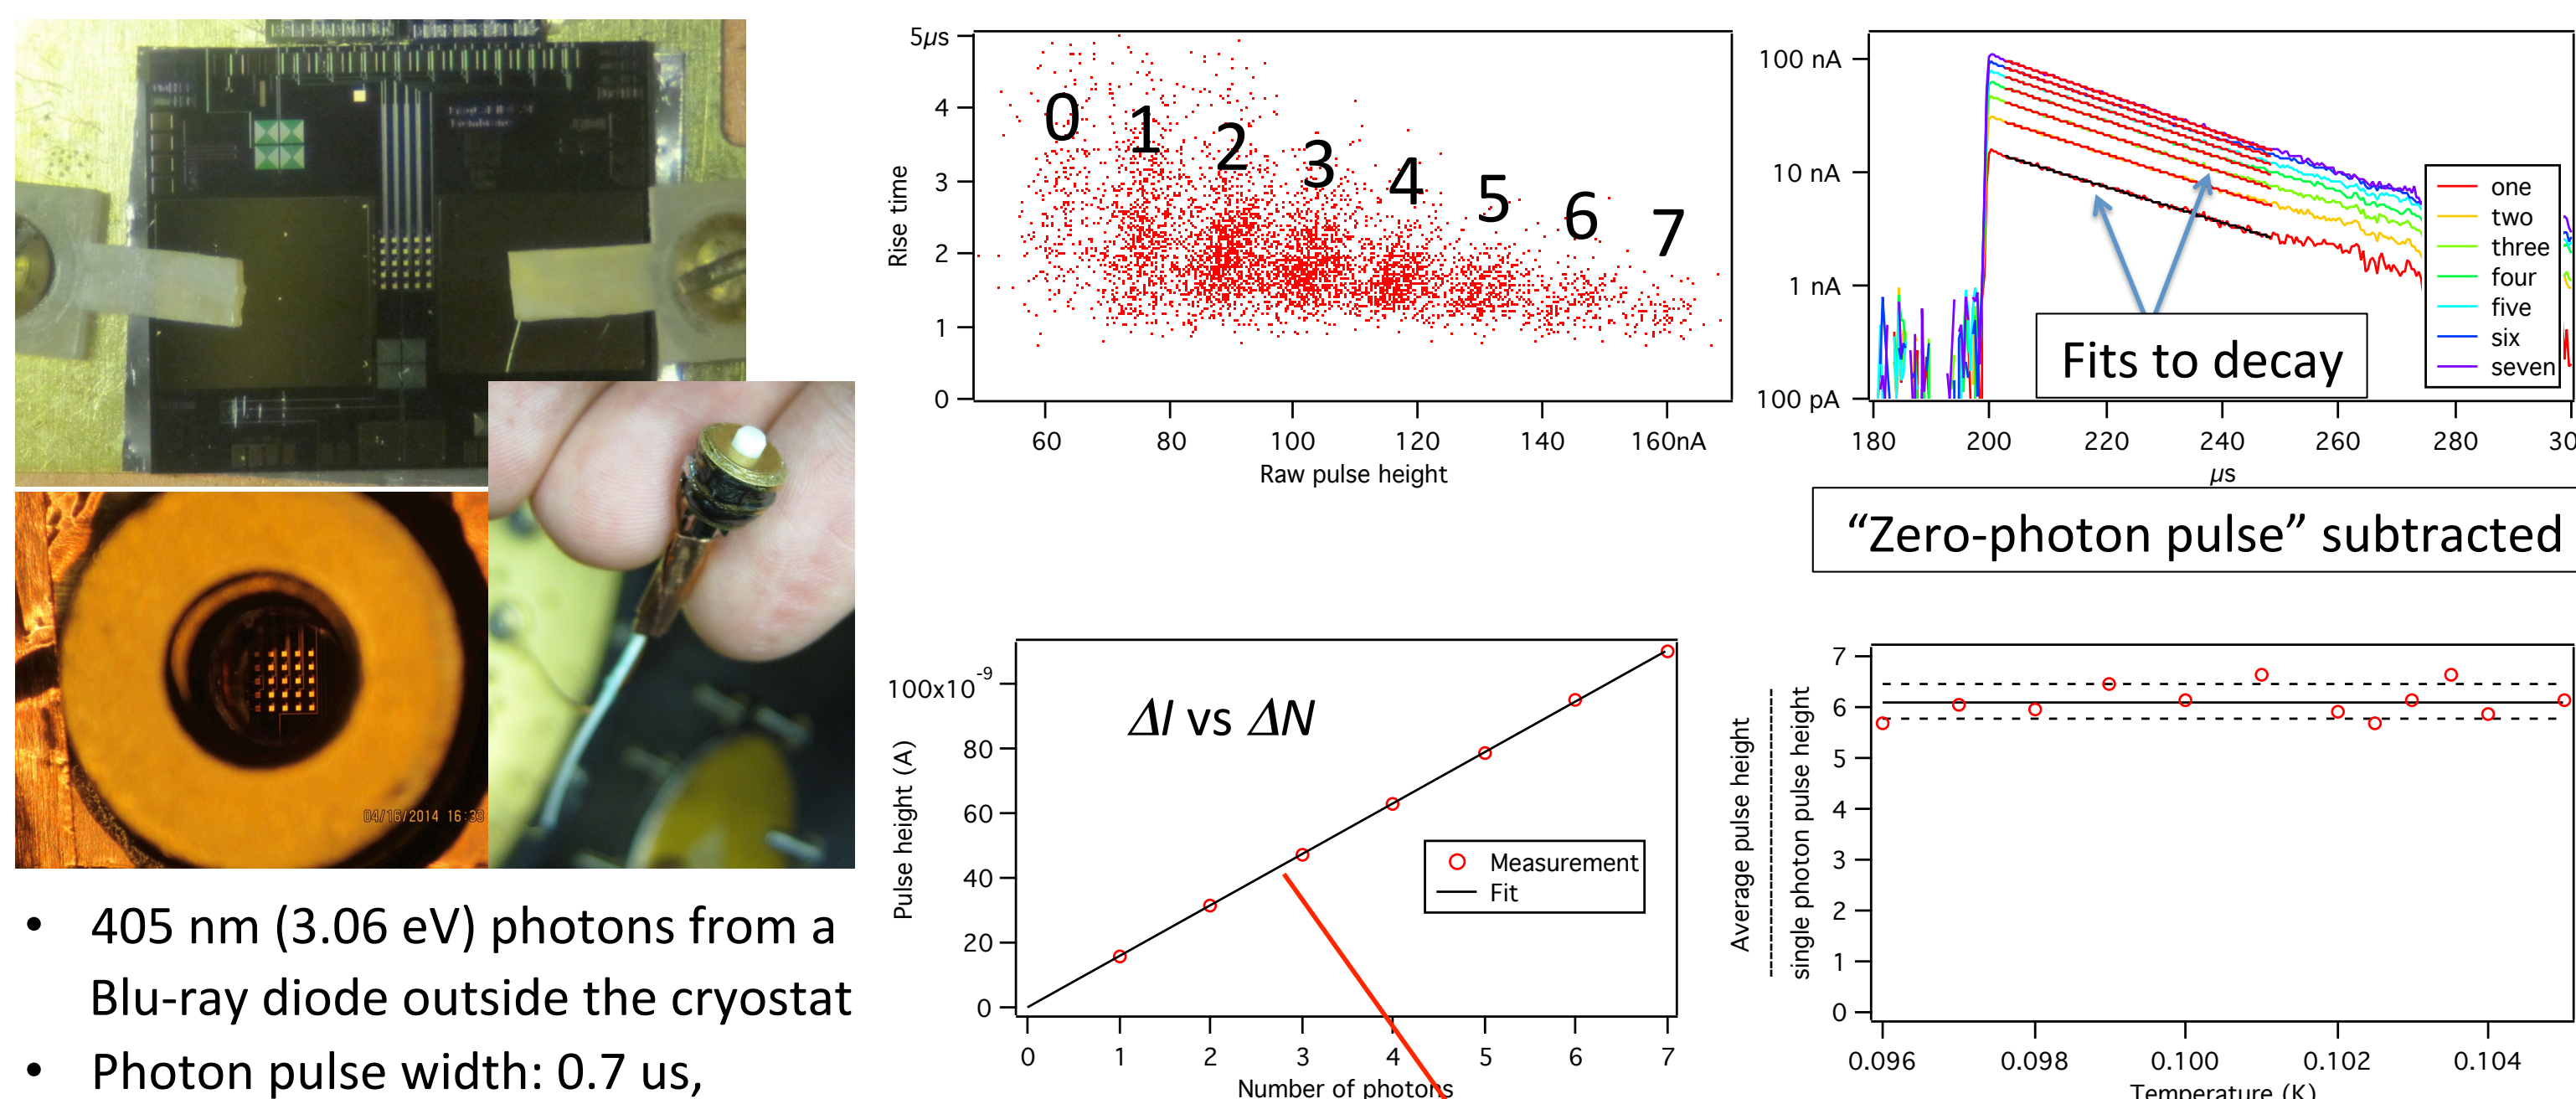 04/16/2014 16:33
• 405 nm (3.06 eV) photons from a
Blu-ray diode outside the cryostat
• Photon pulse width: 0.7 us,
5µs
4
3
2
1
0
Rise time
0 1 2 3 4 5 6 7
60 80 100 120 140 160nA
Raw pulse height
100 nA
10 nA
1 nA
100 pA
one
two
three
four
five
six
seven
Fits to decay
180 200 220 240 260 280 30
µs
“Zero-photon pulse” subtracted
100x10⁻⁹
80
60
40
20
0
Pulse height (A)
ΔI vs ΔN
Measurement
Fit
0 1 2 3 4 5 6 7
Number of photons
7
6
5
4
3
2
1
0
Average pulse height
single photon pulse height
0.096 0.098 0.100 0.102 0.104
Temperature (K)